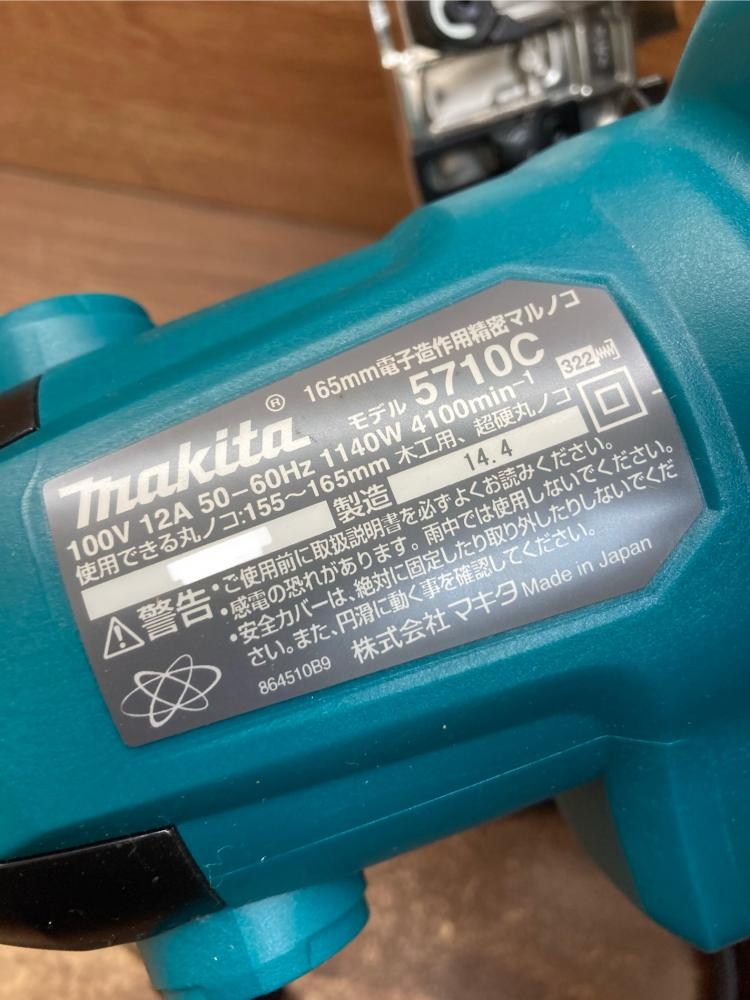 165mm電子造作用精密マルノコ
makita® モデル 5710C
322
100V 12A 50-60Hz 1140W 4100min⁻¹
使用できる丸ノコ:155~165mm 木工用、超硬丸ノコ
製造 14.4
⚠警告 •ご使用前に取扱説明書を必ずよくお読みください。
•感電の恐れがあります。雨中では使用しないでください。
•安全カバーは、絶対に固定したり取り外したりしないでくだ
さい。また、円滑に動く事を確認してください。
864510B9 株式会社 マキタ Made in Japan